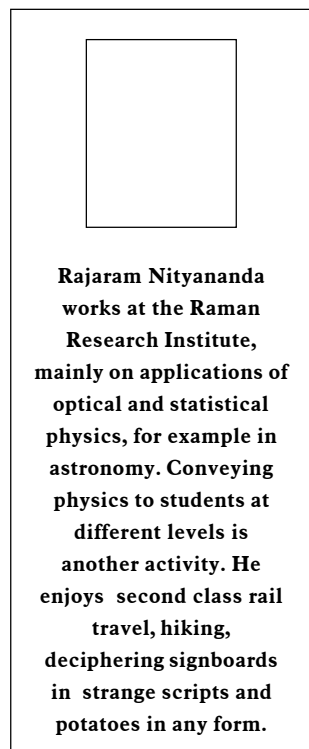 Rajaram Nityananda
works at the Raman
Research Institute,
mainly on applications of
optical and statistical
physics, for example in
astronomy. Conveying
physics to students at
different levels is
another activity. He
enjoys second class rail
travel, hiking,
deciphering signboards
in strange scripts and
potatoes in any form.